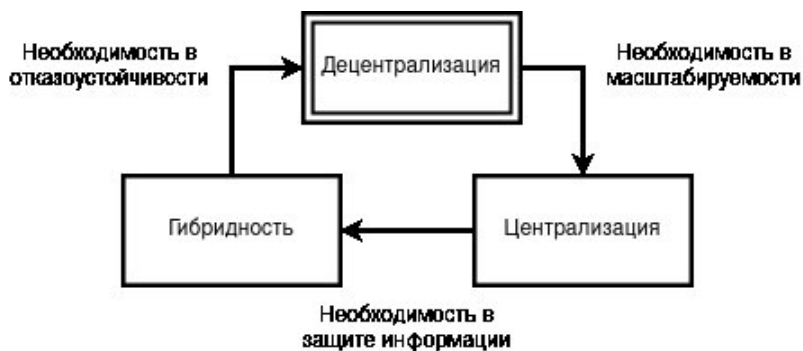 Необходимость в
отказоустойчивости
Децентрализация
Необходимость в
масштабируемости
Гибридность
Централизация
Необходимость в
защите информации